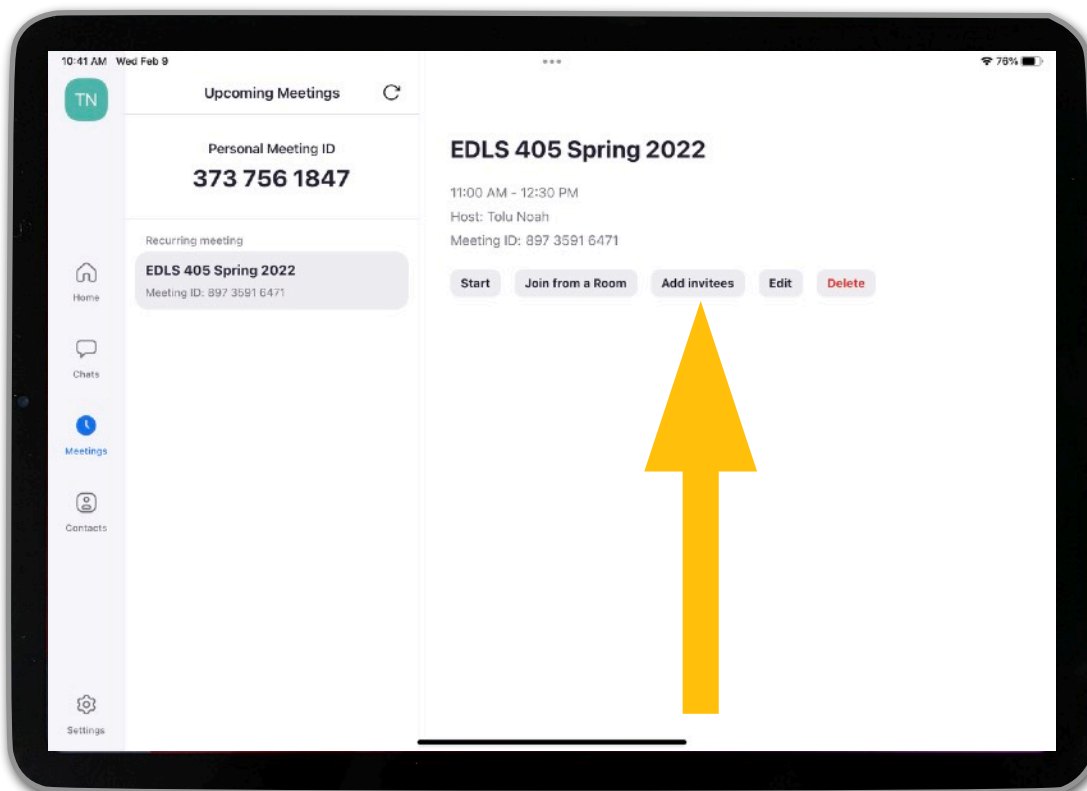 10:41 AM Wed Feb 9
76%
TN
Upcoming Meetings
Personal Meeting ID
373 756 1847
Recurring meeting
EDLS 405 Spring 2022
Meeting ID: 897 3591 6471
Home
Chats
Meetings
Contacts
Settings
EDLS 405 Spring 2022
11:00 AM - 12:30 PM
Host: Tolu Noah
Meeting ID: 897 3591 6471
Start Join from a Room Add invitees Edit Delete